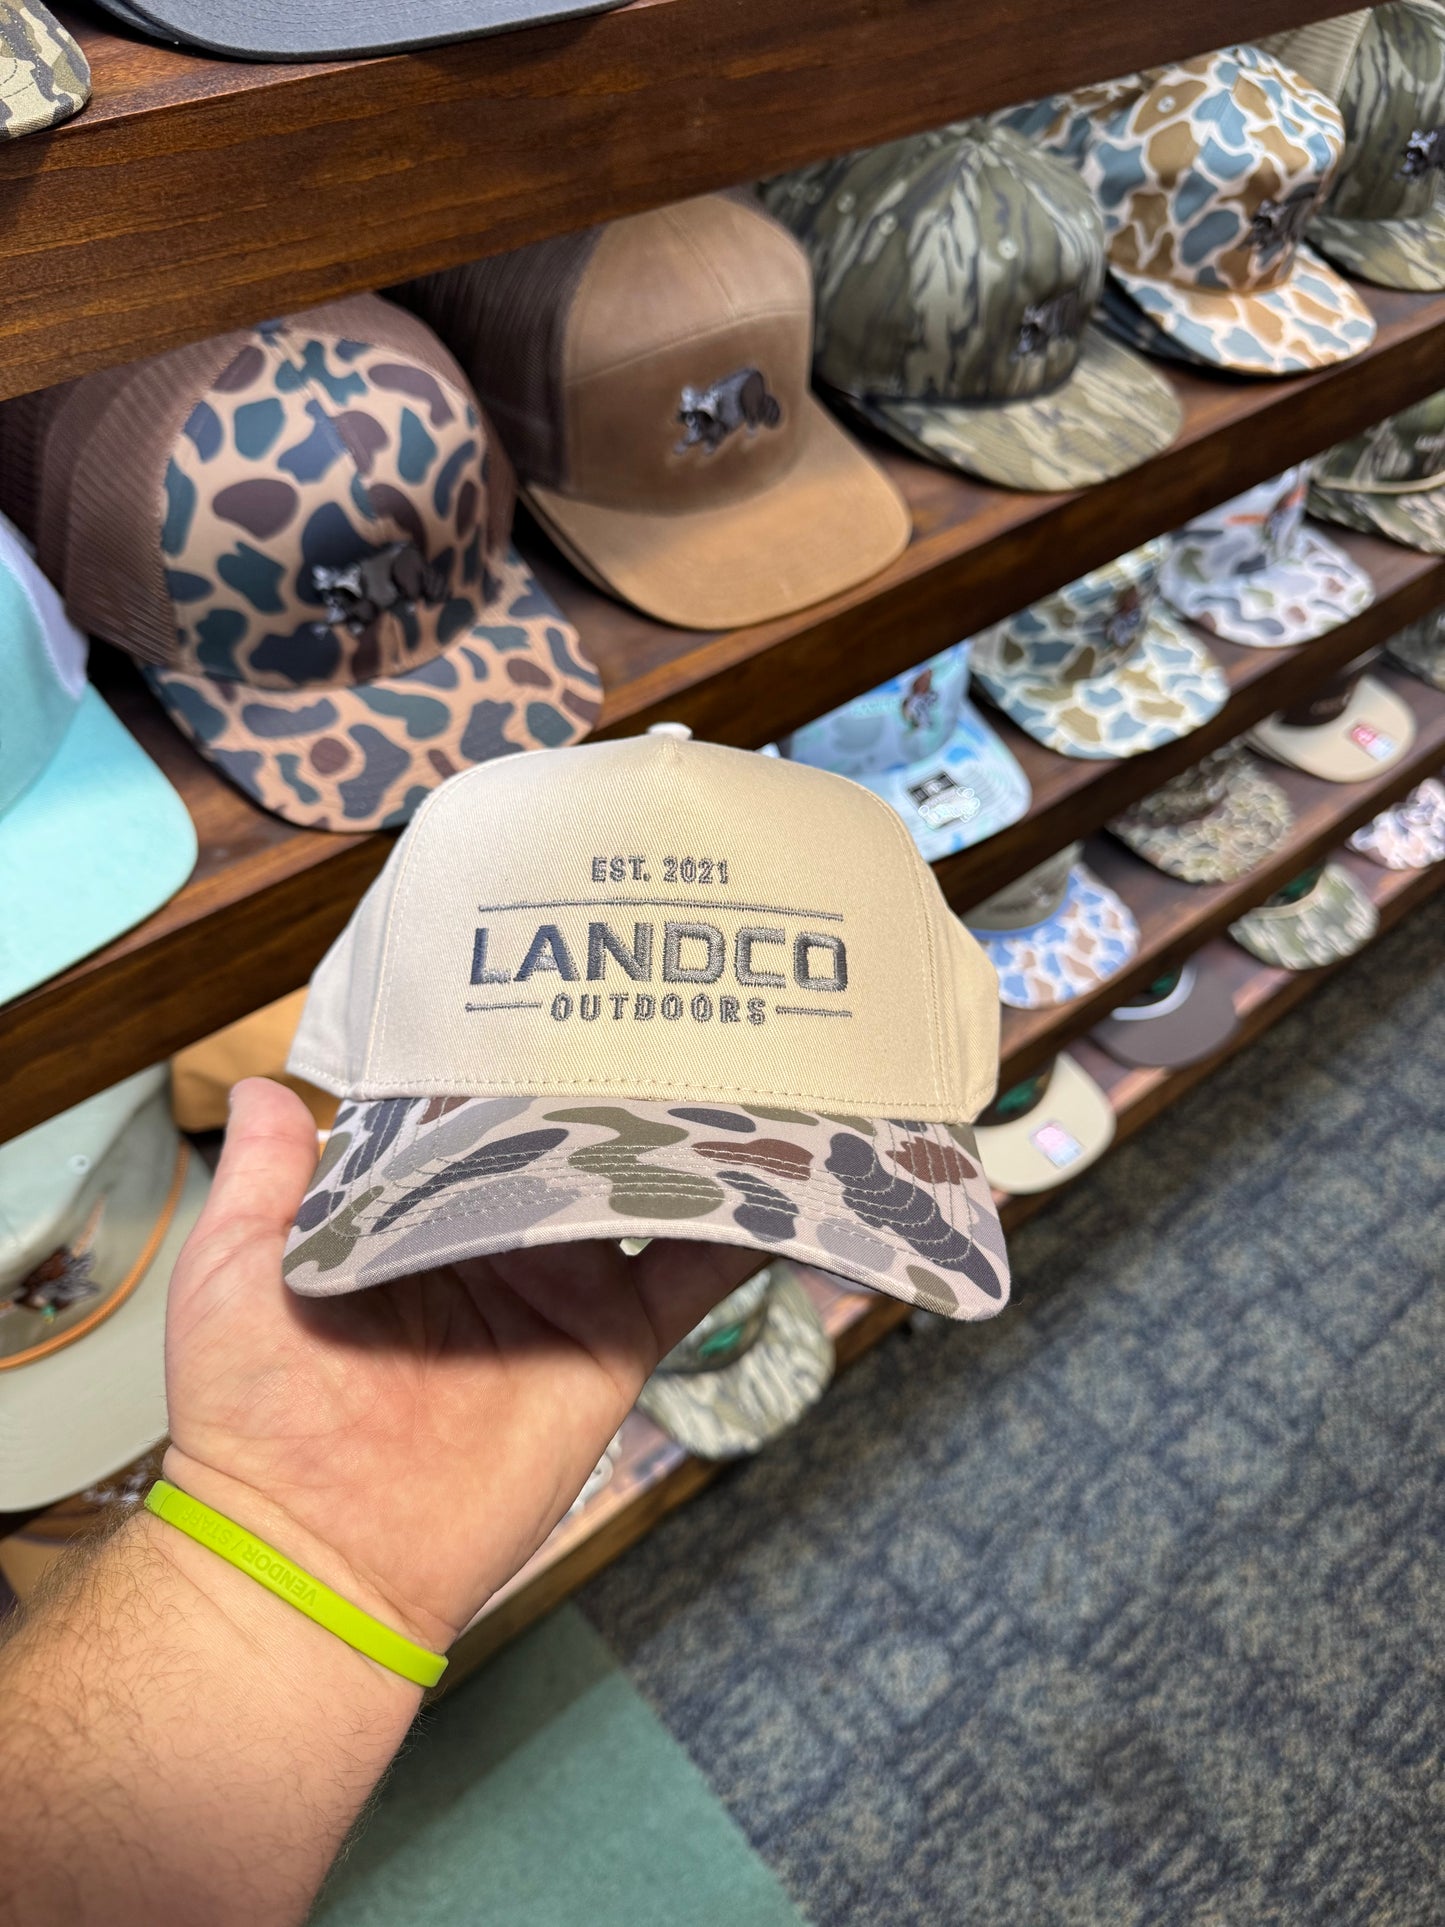 EST. 2021
LANDCO
OUTDOORS
VENDOR / STAFF